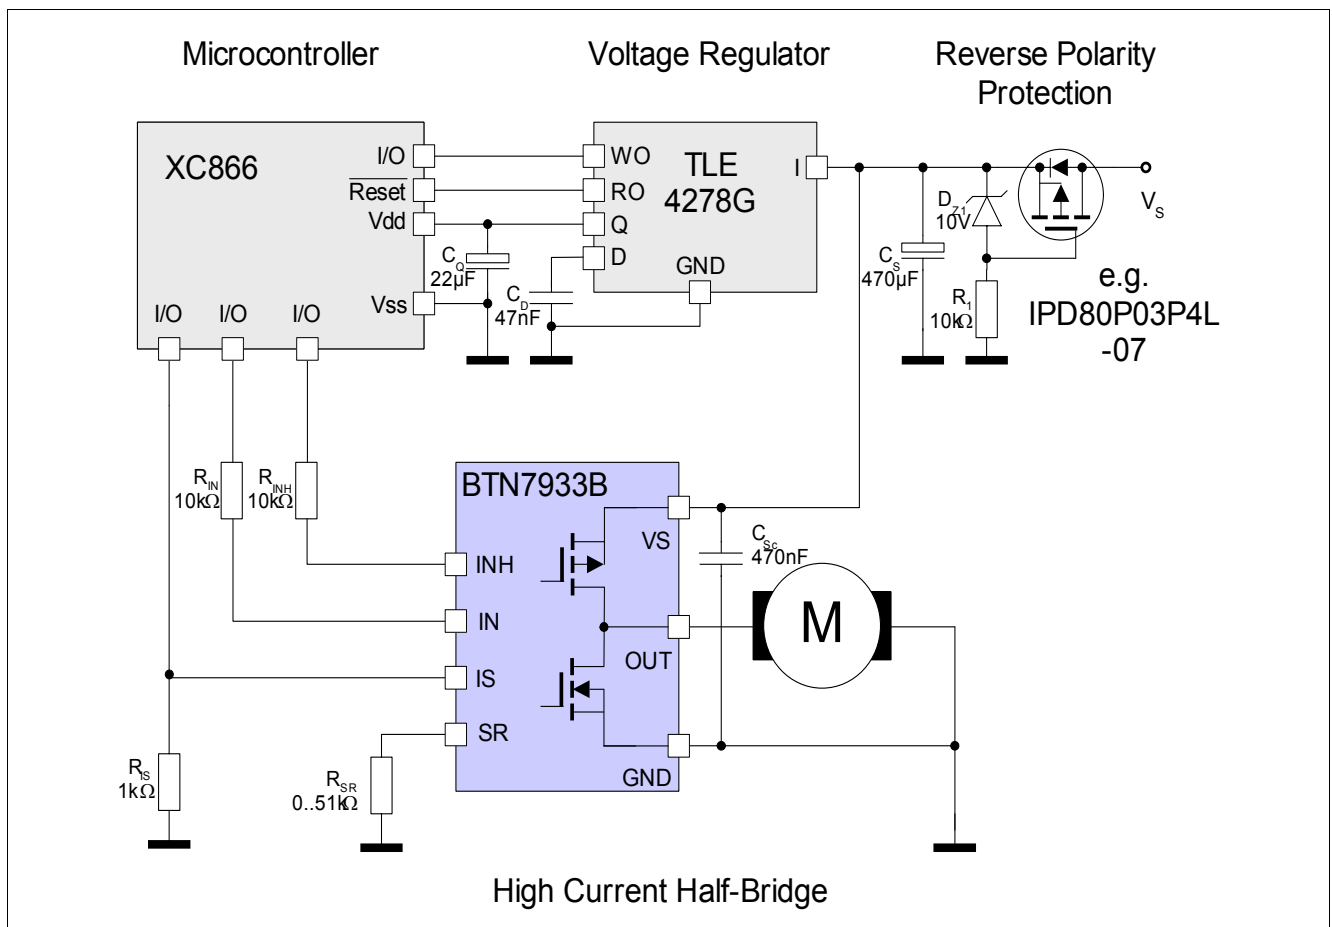 Microcontroller
Voltage Regulator
Reverse Polarity
Protection
XC866
I/O
Reset
Vdd
Vss
I/O
I/O
I/O
WO
RO
Q
D
TLE
4278G
I
GND
C_Q
22µF
C_D
47nF
C_S
470µF
D_Z1
10V
R_1
10kΩ
V_S
e.g.
IPD80P03P4L
-07
R_IN
10kΩ
R_INH
10kΩ
BTN7933B
VS
INH
IN
IS
SR
OUT
GND
C_Sc
470nF
M
R_IS
1kΩ
R_SR
0..51kΩ
High Current Half-Bridge